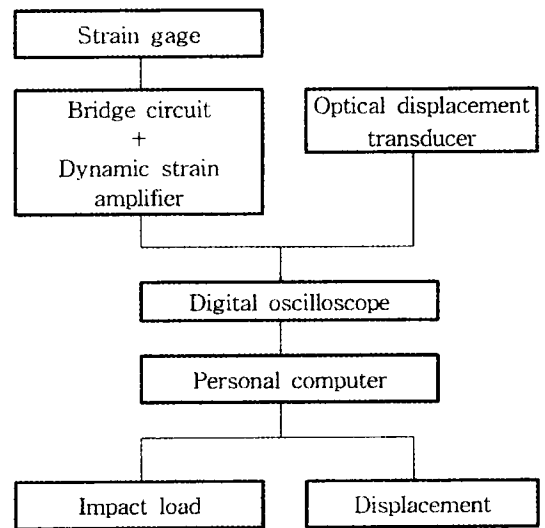 Strain gage
Bridge circuit
+
Dynamic strain
amplifier
Optical displacement
transducer
Digital oscilloscope
Personal computer
Impact load
Displacement